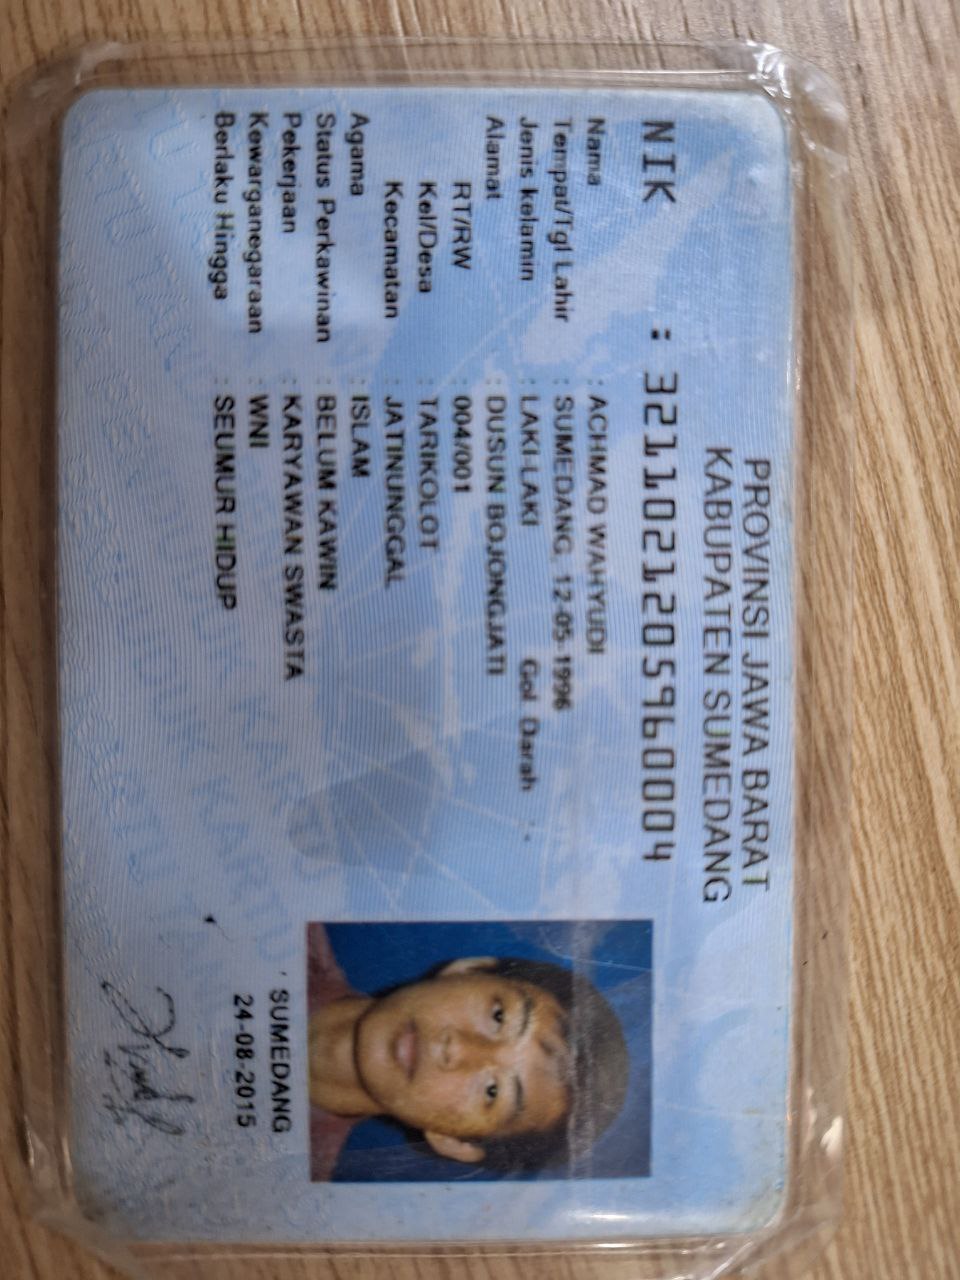 PROVINSI JAWA BARAT
KABUPATEN SUMEDANG
NIK : 3211021205960004
Nama : ACHMAD WAHYUDI
Tempat/Tgl Lahir : SUMEDANG, 12-05-1996
Jenis kelamin : LAKI-LAKI Gol. Darah : -
Alamat : DUSUN BOJONGJATI
RT/RW : 004/001
Kel/Desa : TARIKOLOT
Kecamatan : JATINUNGGAL
Agama : ISLAM
Status Perkawinan : BELUM KAWIN
Pekerjaan : KARYAWAN SWASTA
Kewarganegaraan : WNI
Berlaku Hingga : SEUMUR HIDUP
SUMEDANG
24-08-2015